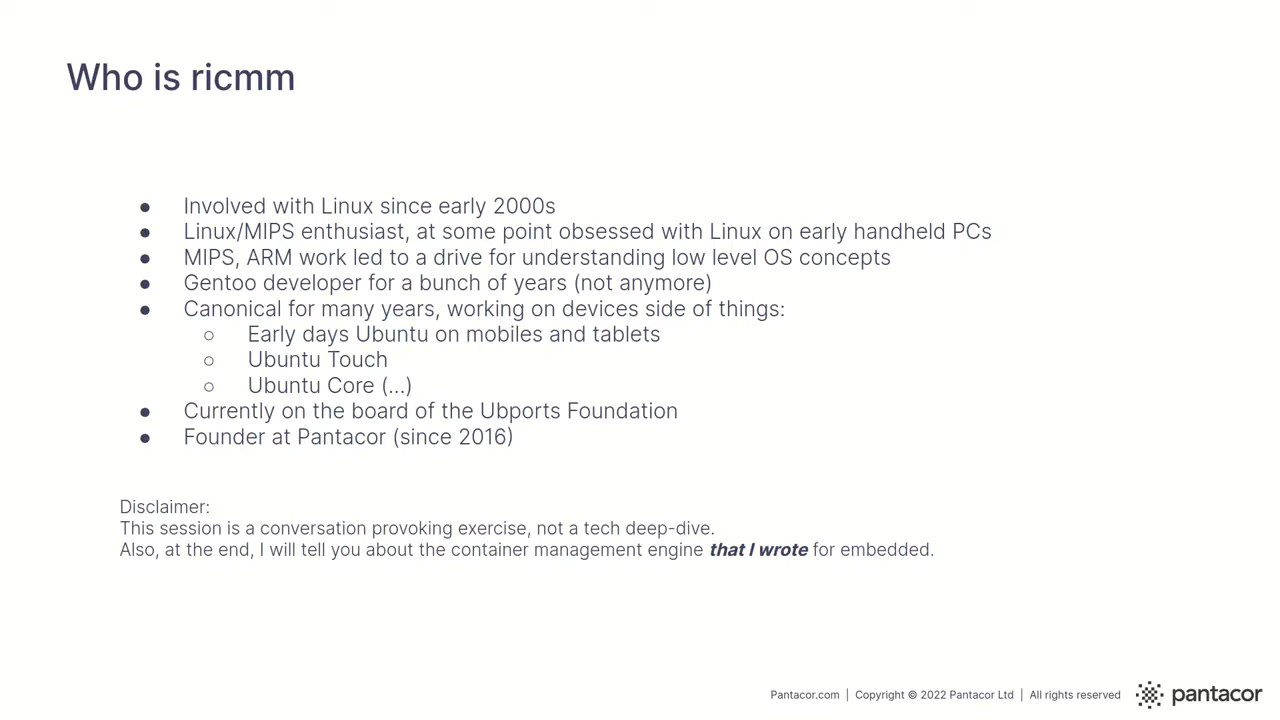 Who is ricmm
● Involved with Linux since early 2000s
● Linux/MIPS enthusiast, at some point obsessed with Linux on early handheld PCs
● MIPS, ARM work led to a drive for understanding low level OS concepts
● Gentoo developer for a bunch of years (not anymore)
● Canonical for many years, working on devices side of things:
○ Early days Ubuntu on mobiles and tablets
○ Ubuntu Touch
○ Ubuntu Core (...)
● Currently on the board of the Ubports Foundation
● Founder at Pantacor (since 2016)
Disclaimer:
This session is a conversation provoking exercise, not a tech deep-dive.
Also, at the end, I will tell you about the container management engine that I wrote for embedded.
Pantacor.com | Copyright © 2022 Pantacor Ltd | All rights reserved pantacor